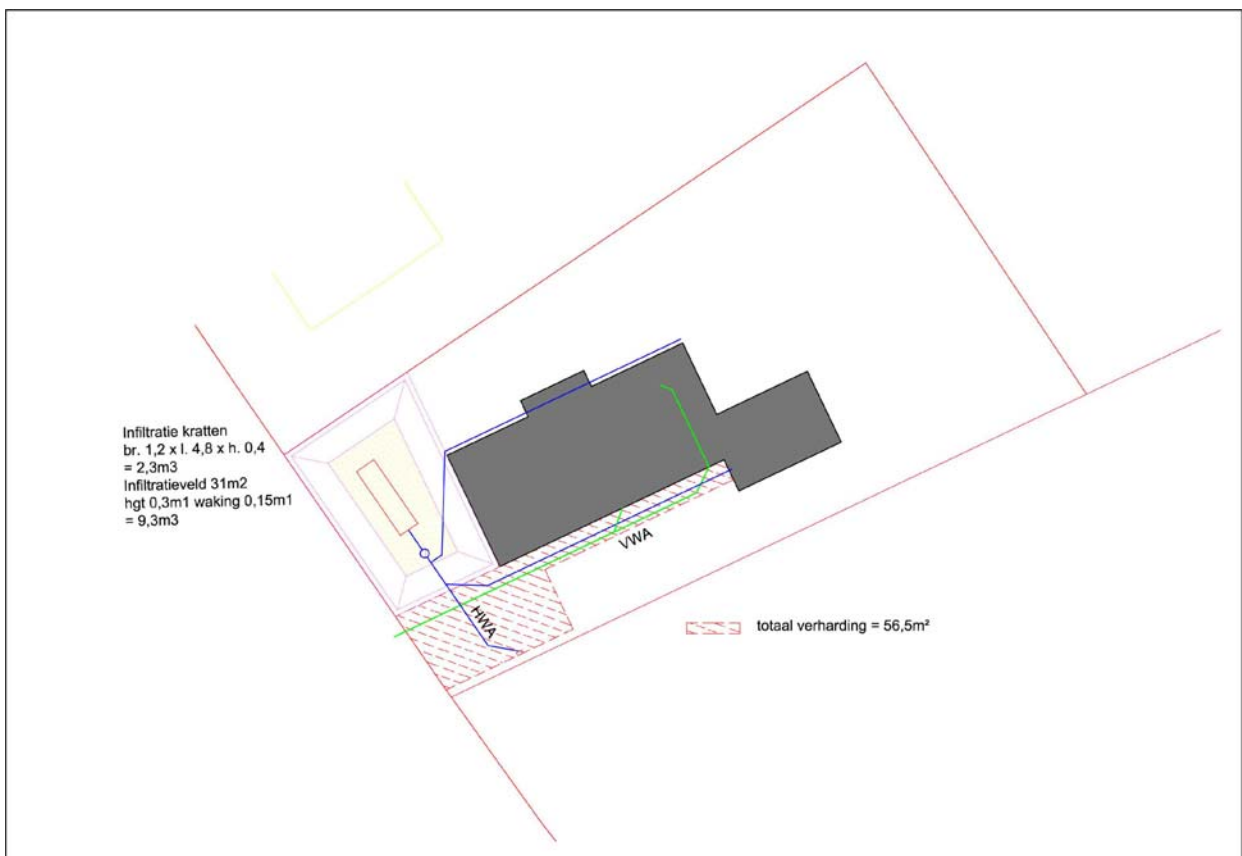 Infiltratie kratten
br. 1,2 x l. 4,8 x h. 0,4
= 2,3m3
Infiltratieveld 31m2
hgt 0,3m1 waking 0,15m1
= 9,3m3
VWA
HWA
totaal verharding = 56,5m²